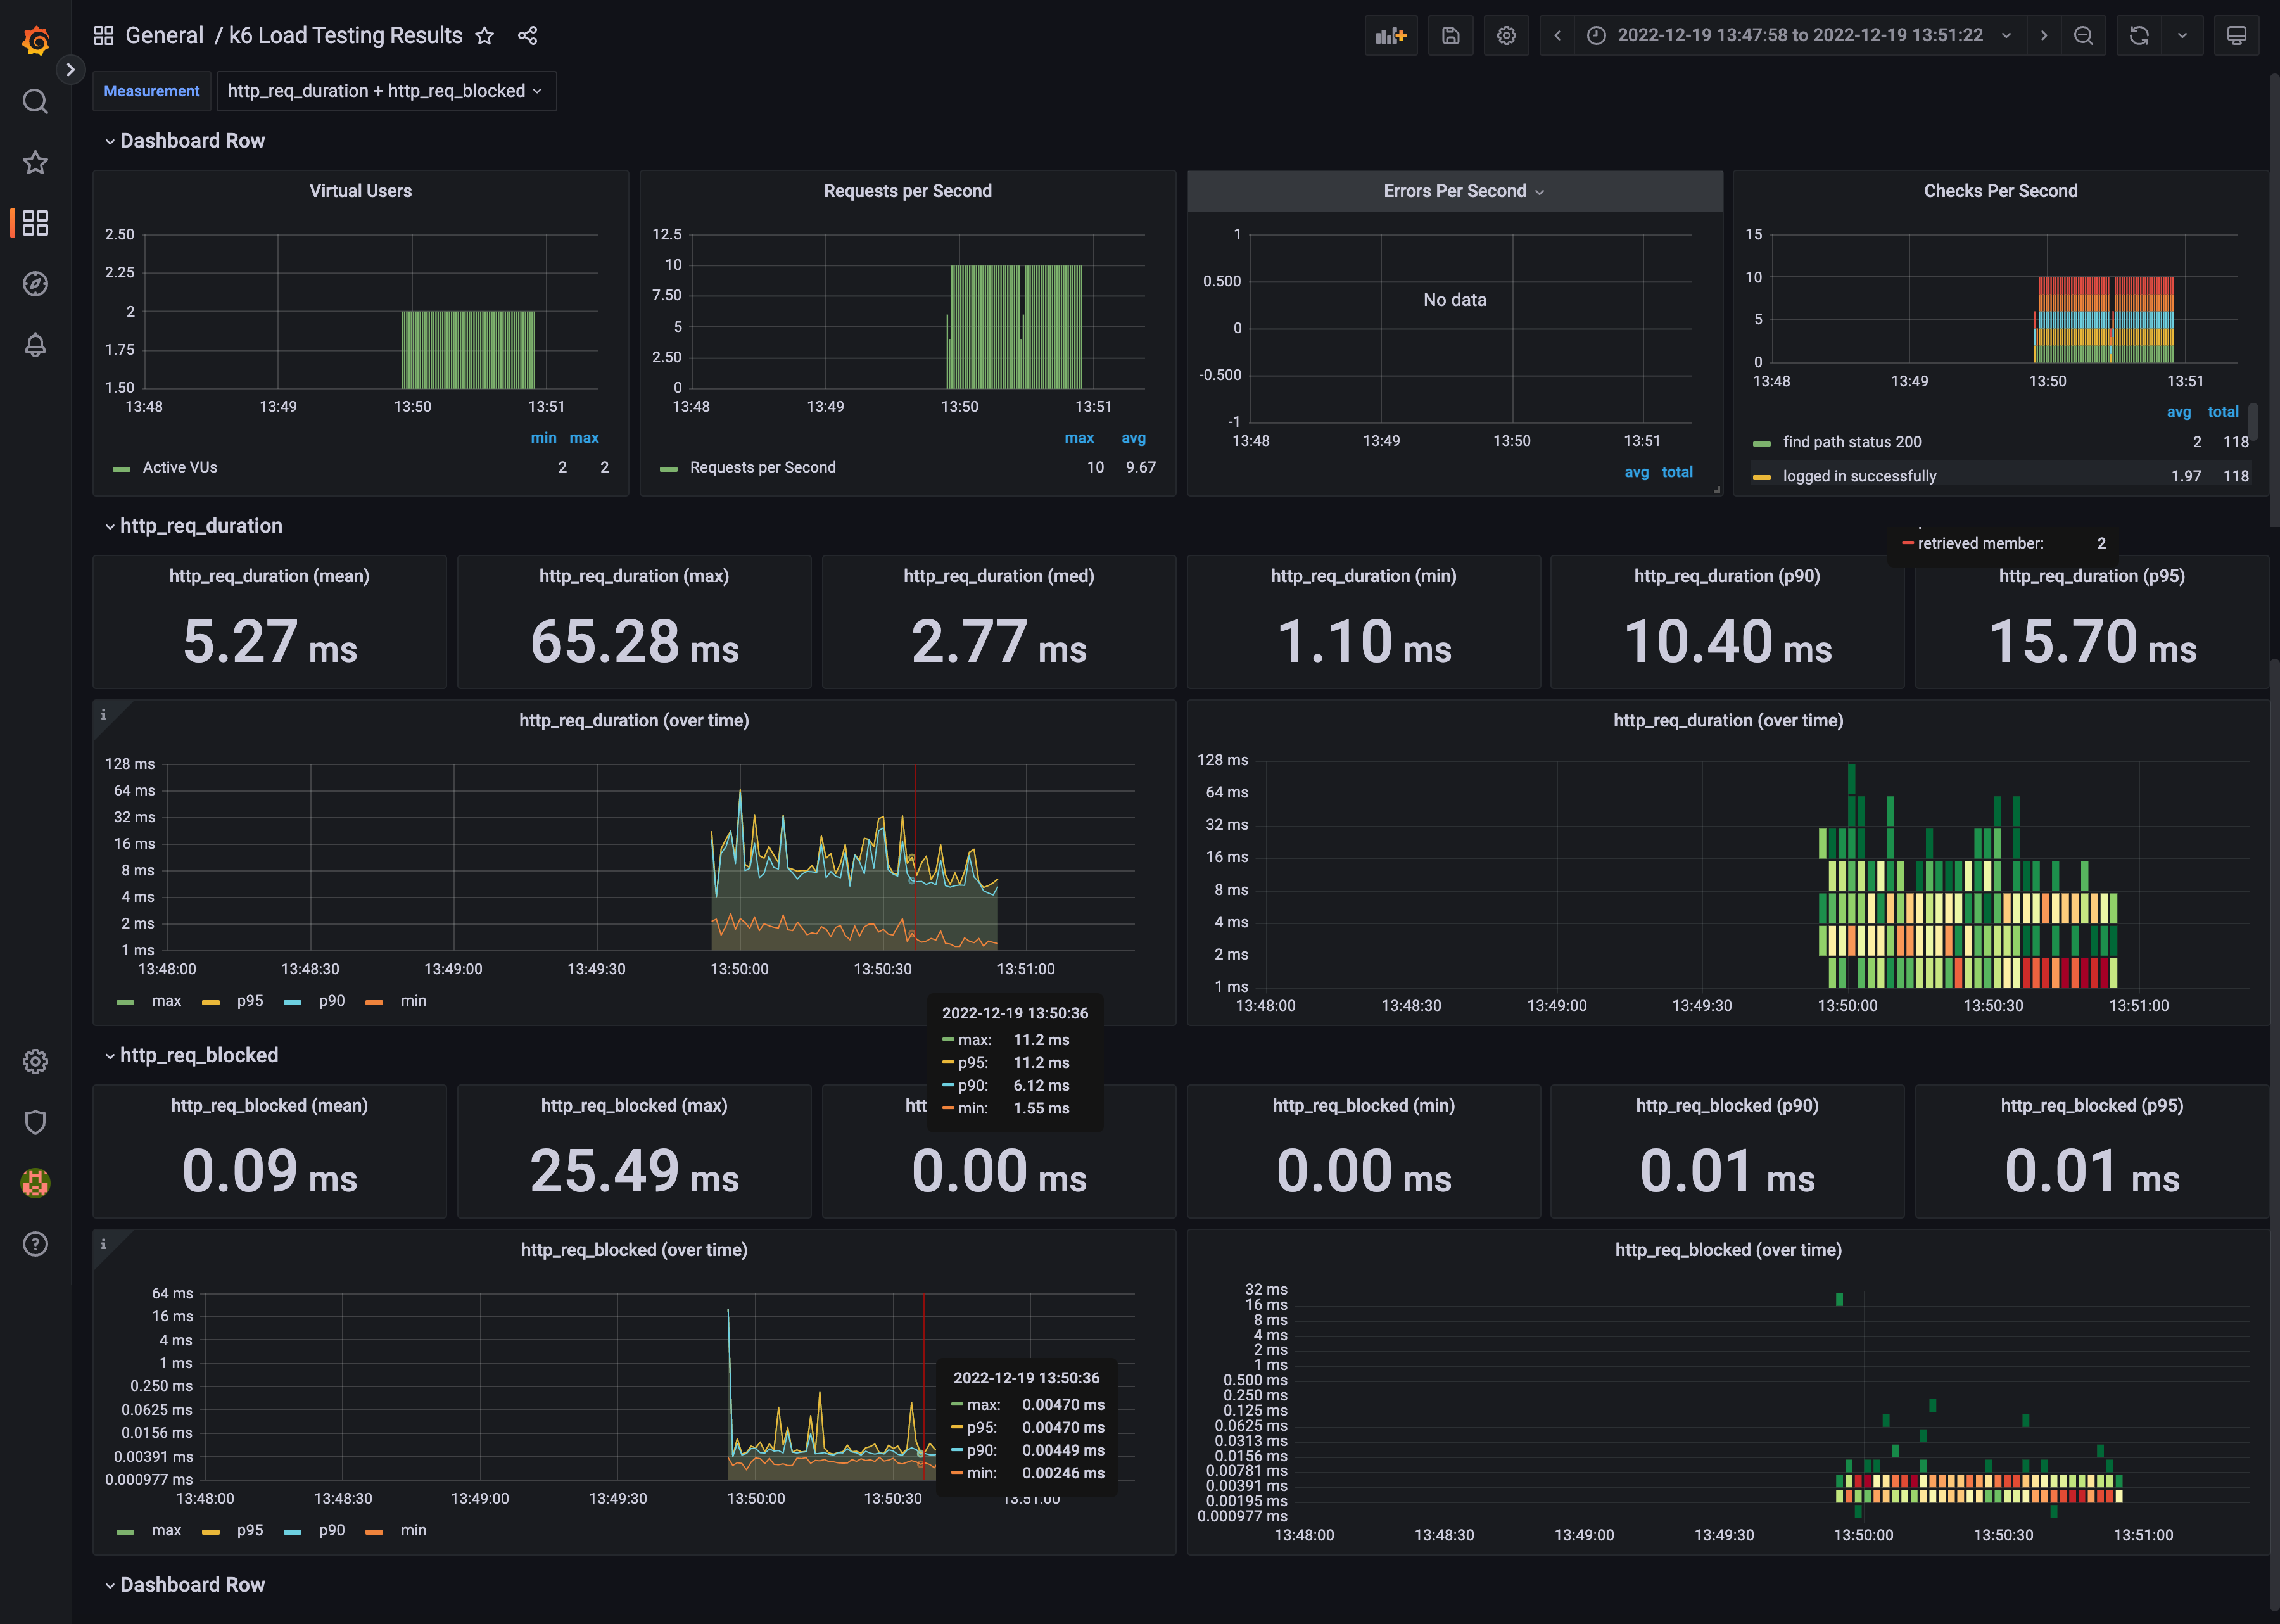 General / k6 Load Testing Results
2022-12-19 13:47:58 to 2022-12-19 13:51:22
Measurement
http_req_duration + http_req_blocked
Dashboard Row
Virtual Users
2.50
2.25
2
1.75
1.50
13:48 13:49 13:50 13:51
min max
Active VUs 2 2
Requests per Second
12.5
10
7.50
5
2.50
0
13:48 13:49 13:50 13:51
max avg
Requests per Second 10 9.67
Errors Per Second
1
0.500
0
-0.500
-1
No data
13:48 13:49 13:50 13:51
avg total
Checks Per Second
15
10
5
0
13:48 13:49 13:50 13:51
avg total
find path status 200 2 118
logged in successfully 1.97 118
retrieved member: 2
http_req_duration
http_req_duration (mean)
5.27 ms
http_req_duration (max)
65.28 ms
http_req_duration (med)
2.77 ms
http_req_duration (min)
1.10 ms
http_req_duration (p90)
10.40 ms
http_req_duration (p95)
15.70 ms
http_req_duration (over time)
128 ms
64 ms
32 ms
16 ms
8 ms
4 ms
2 ms
1 ms
13:48:00 13:48:30 13:49:00 13:49:30 13:50:00 13:50:30 13:51:00
max p95 p90 min
2022-12-19 13:50:36
max: 11.2 ms
p95: 11.2 ms
p90: 6.12 ms
min: 1.55 ms
http_req_duration (over time)
128 ms
64 ms
32 ms
16 ms
8 ms
4 ms
2 ms
1 ms
13:48:00 13:48:30 13:49:00 13:49:30 13:50:00 13:50:30 13:51:00
http_req_blocked
http_req_blocked (mean)
0.09 ms
http_req_blocked (max)
25.49 ms
htt
0.00 ms
http_req_blocked (min)
0.00 ms
http_req_blocked (p90)
0.01 ms
http_req_blocked (p95)
0.01 ms
http_req_blocked (over time)
64 ms
16 ms
4 ms
1 ms
0.250 ms
0.0625 ms
0.0156 ms
0.00391 ms
0.000977 ms
13:48:00 13:48:30 13:49:00 13:49:30 13:50:00 13:50:30 13:51:00
max p95 p90 min
2022-12-19 13:50:36
max: 0.00470 ms
p95: 0.00470 ms
p90: 0.00449 ms
min: 0.00246 ms
http_req_blocked (over time)
32 ms
16 ms
8 ms
4 ms
2 ms
1 ms
0.500 ms
0.250 ms
0.125 ms
0.0625 ms
0.0313 ms
0.0156 ms
0.00781 ms
0.00391 ms
0.00195 ms
0.000977 ms
13:48:00 13:48:30 13:49:00 13:49:30 13:50:00 13:50:30 13:51:00
Dashboard Row